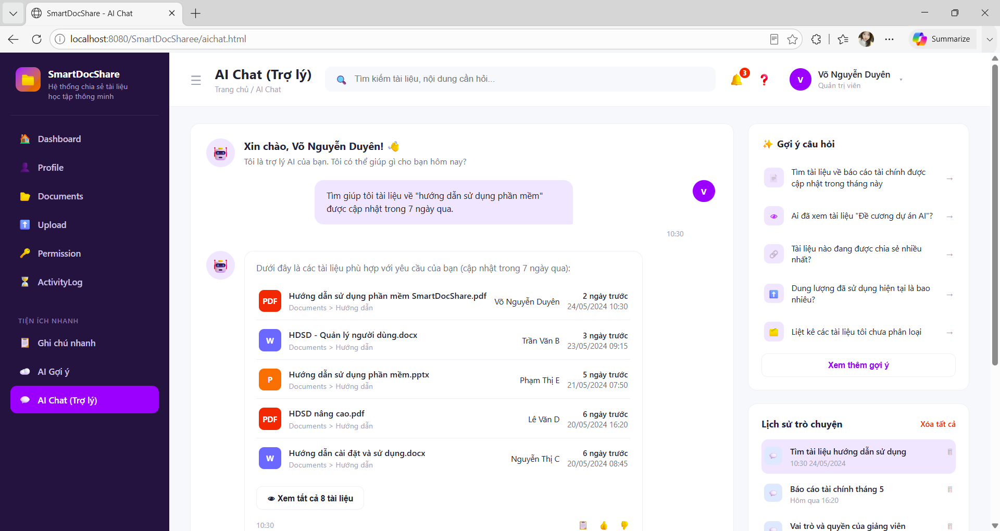 SmartDocShare - AI Chat
localhost:8080/SmartDocSharee/aichat.html
Summarize
SmartDocShare
Hệ thống chia sẻ tài liệu
học tập thông minh
Dashboard
Profile
Documents
Upload
Permission
ActivityLog
TIỆN ÍCH NHANH
Ghi chú nhanh
AI Gợi ý
AI Chat (Trợ lý)
AI Chat (Trợ lý)
Trang chủ / AI Chat
Tìm kiếm tài liệu, nội dung cần hỏi...
3
V
Võ Nguyễn Duyên
Quản trị viên
Xin chào, Võ Nguyễn Duyên!
Tôi là trợ lý AI của bạn. Tôi có thể giúp gì cho bạn hôm nay?
Tìm giúp tôi tài liệu về "hướng dẫn sử dụng phần mềm"
được cập nhật trong 7 ngày qua.
V
10:30
Dưới đây là các tài liệu phù hợp với yêu cầu của bạn (cập nhật trong 7 ngày qua):
PDF
Hướng dẫn sử dụng phần mềm SmartDocShare.pdf
Documents > Hướng dẫn
Võ Nguyễn Duyên
2 ngày trước
24/05/2024 10:30
W
HDSD - Quản lý người dùng.docx
Documents > Hướng dẫn
Trần Văn B
3 ngày trước
23/05/2024 09:15
P
Hướng dẫn sử dụng phần mềm.pptx
Documents > Hướng dẫn
Phạm Thị E
5 ngày trước
21/05/2024 07:50
PDF
HDSD nâng cao.pdf
Documents > Hướng dẫn
Lê Văn D
6 ngày trước
20/05/2024 16:20
W
Hướng dẫn cài đặt và sử dụng.docx
Documents > Hướng dẫn
Nguyễn Thị C
6 ngày trước
20/05/2024 08:45
Xem tất cả 8 tài liệu
10:30
Gợi ý câu hỏi
Tìm tài liệu về báo cáo tài chính được
cập nhật trong tháng này
Ai đã xem tài liệu "Đề cương dự án AI"?
Tài liệu nào đang được chia sẻ nhiều
nhất?
Dung lượng đã sử dụng hiện tại là bao
nhiêu?
Liệt kê các tài liệu tôi chưa phân loại
Xem thêm gợi ý
Lịch sử trò chuyện
Xóa tất cả
Tìm tài liệu hướng dẫn sử dụng
10:30 24/05/2024
Báo cáo tài chính tháng 5
Hôm qua 16:20
Vai trò và quyền của giảng viên